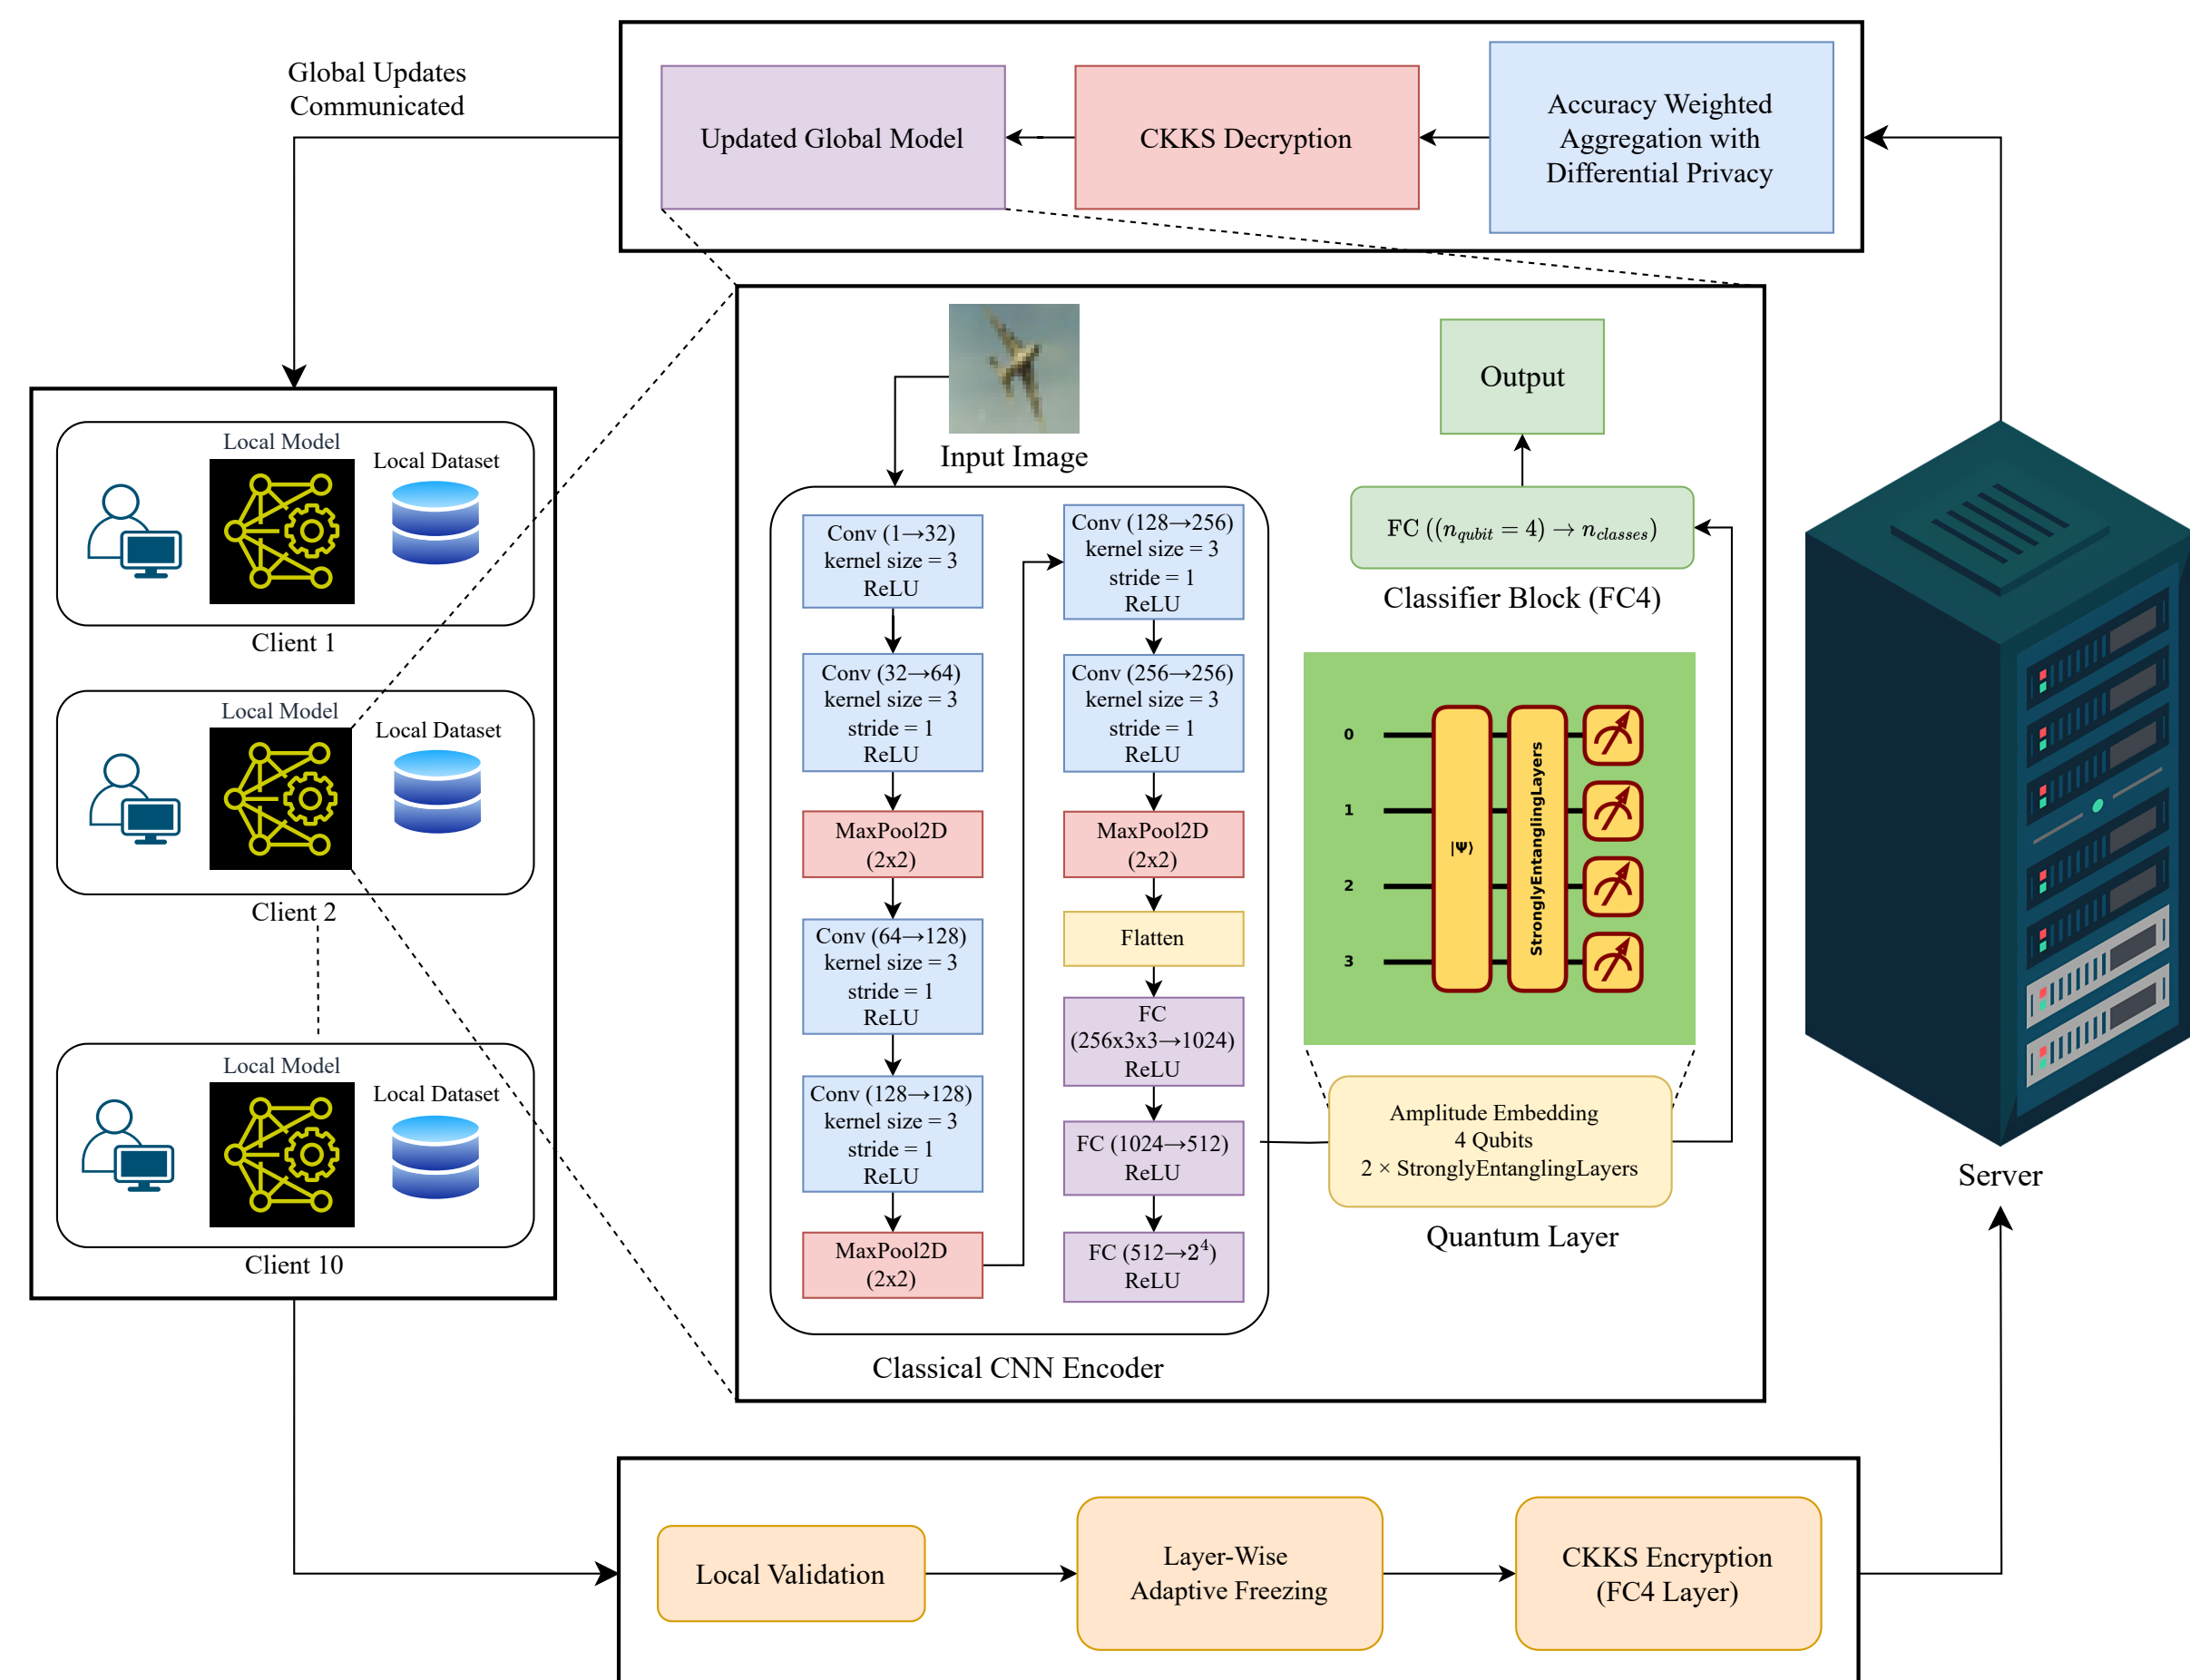 Global Updates
Communicated
Updated Global Model
CKKS Decryption
Accuracy Weighted
Aggregation with
Differential Privacy
Local Model
Local Dataset
Client 1
Local Model
Local Dataset
Client 2
Local Model
Local Dataset
Client 10
Input Image
Conv (1→32)
kernel size = 3
ReLU
Conv (32→64)
kernel size = 3
stride = 1
ReLU
MaxPool2D
(2x2)
Conv (64→128)
kernel size = 3
stride = 1
ReLU
Conv (128→128)
kernel size = 3
stride = 1
ReLU
MaxPool2D
(2x2)
Conv (128→256)
kernel size = 3
stride = 1
ReLU
Conv (256→256)
kernel size = 3
stride = 1
ReLU
MaxPool2D
(2x2)
Flatten
FC
(256x3x3→1024)
ReLU
FC (1024→512)
ReLU
FC (512→2⁴)
ReLU
Classical CNN Encoder
Output
FC ((n_qubit = 4) → n_classes)
Classifier Block (FC4)
0
1
2
3
|Ψ⟩
StronglyEntanglingLayers
Amplitude Embedding
4 Qubits
2 × StronglyEntanglingLayers
Quantum Layer
Server
Local Validation
Layer-Wise
Adaptive Freezing
CKKS Encryption
(FC4 Layer)